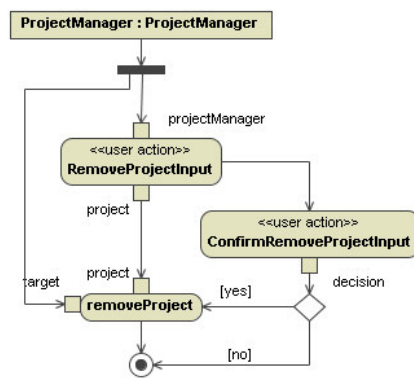 ProjectManager : ProjectManager
projectManager
<<user action>>
RemoveProjectInput
project
<<user action>>
ConfirmRemoveProjectInput
project
target
decision
[yes]
removeProject
[no]